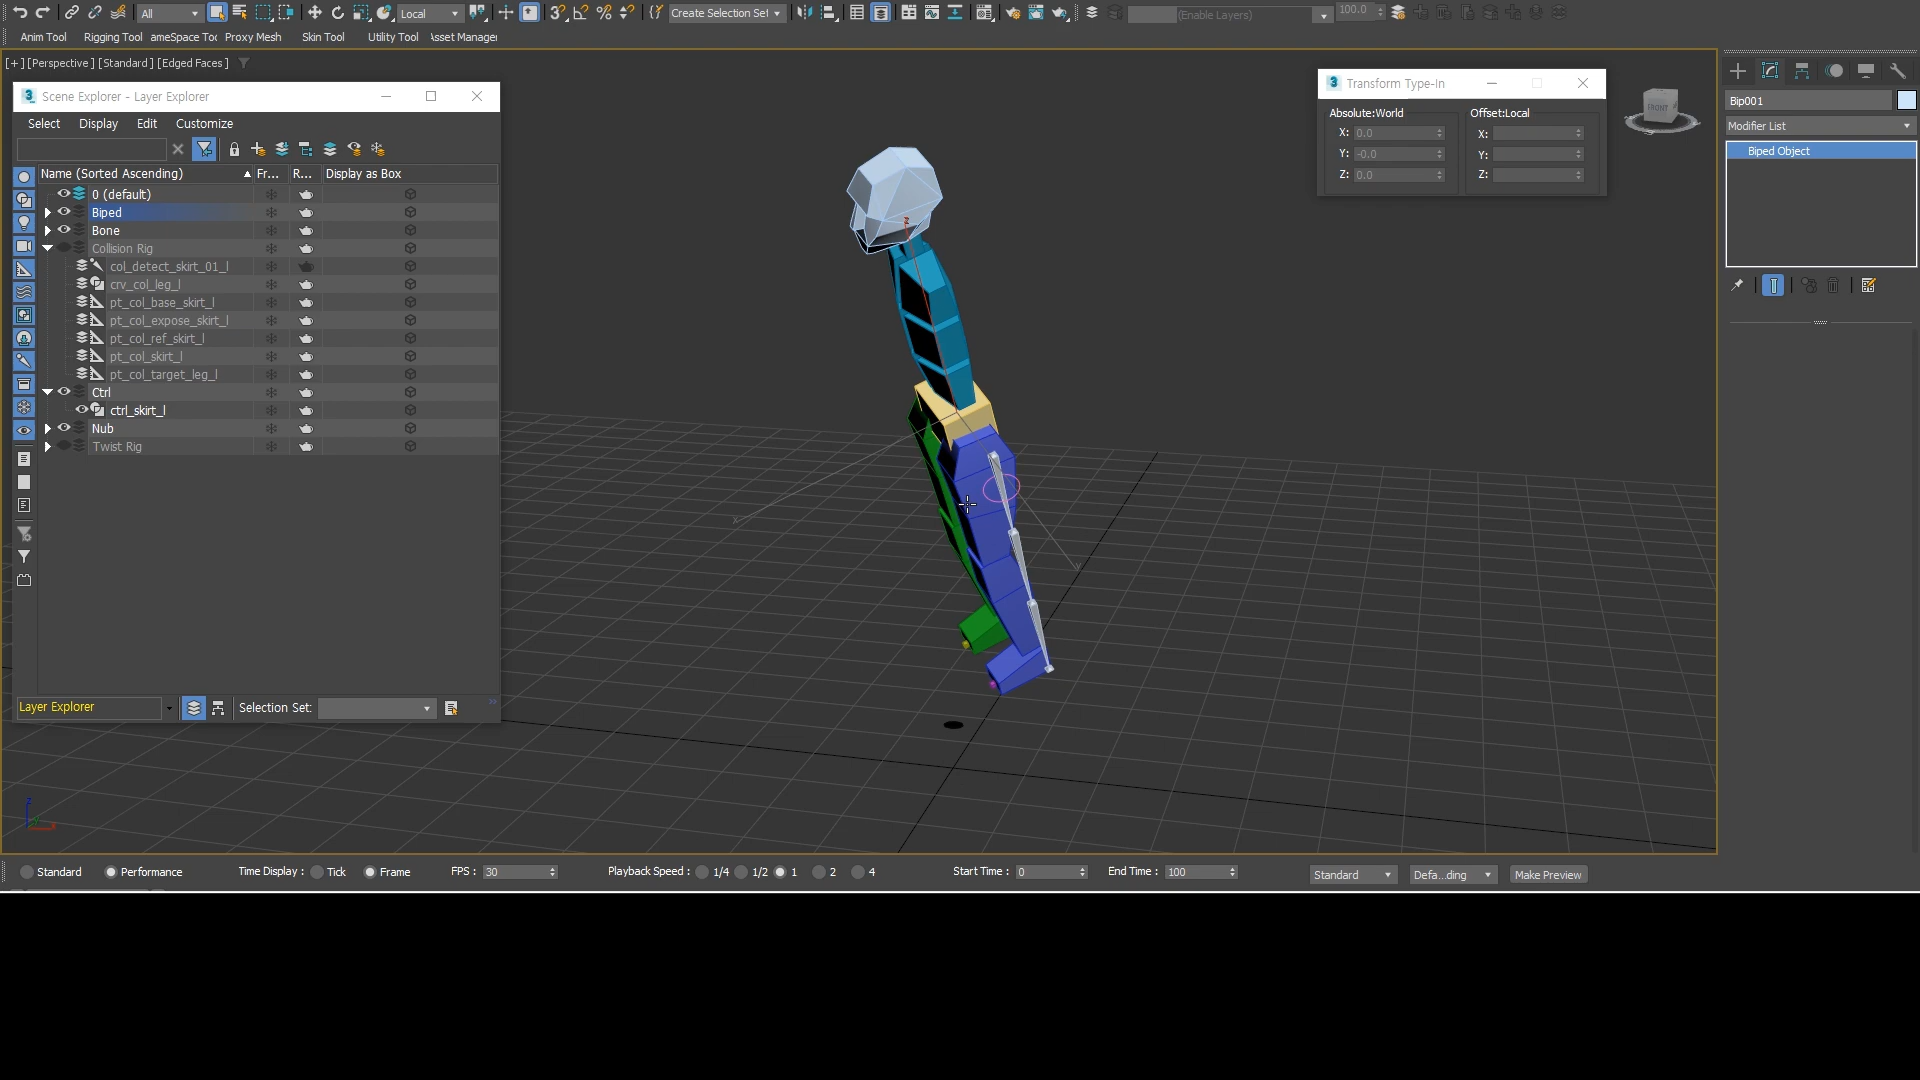 All
Local
Create Selection Set
(Enable Layers)
100.0
Anim Tool
Rigging Tool
ameSpace Toc
Proxy Mesh
Skin Tool
Utility Tool
Asset Manager
[+] [Perspective ] [Standard ] [Edged Faces ]
3 Scene Explorer - Layer Explorer
Select Display Edit Customize
Name (Sorted Ascending) Fr... R... Display as Box
0 (default)
Biped
Bone
Collision Rig
col_detect_skirt_01_l
crv_col_leg_l
pt_col_base_skirt_l
pt_col_expose_skirt_l
pt_col_ref_skirt_l
pt_col_skirt_l
pt_col_target_leg_l
Ctrl
ctrl_skirt_l
Nub
Twist Rig
Layer Explorer
Selection Set:
3 Transform Type-In
Absolute:World Offset:Local
X: 0.0 X:
Y: -0.0 Y:
Z: 0.0 Z:
FRONT
Bip001
Modifier List
Biped Object
z
x
y
z
y
x
Standard Performance Time Display : Tick Frame FPS : 30 Playback Speed : 1/4 1/2 1 2 4 Start Time : 0 End Time : 100 Standard Defa...ding Make Preview